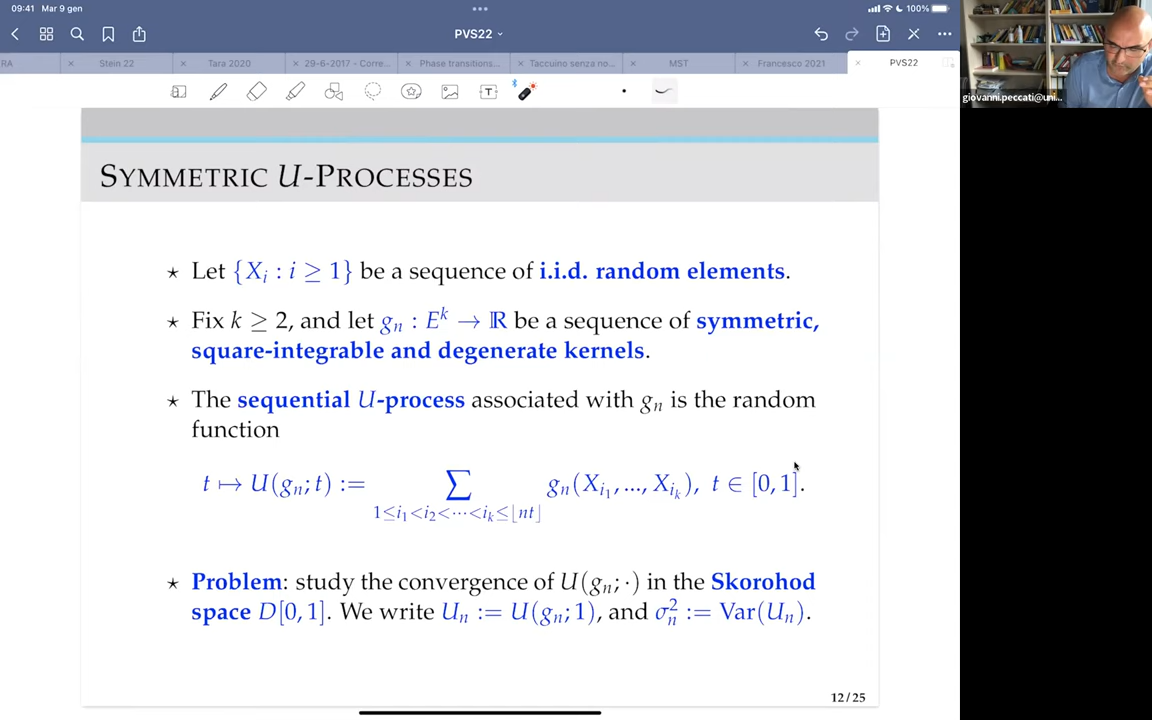 09:41 Mar 9 gen
100%
PVS22
RA
Stein 22
Tara 2020
29-6-2017 - Corre...
Phase transitions...
Taccuino senza no...
MST
Francesco 2021
PVS22
giovanni.peccati@uni...
SYMMETRIC U-PROCESSES
⋆ Let {X_i : i ≥ 1} be a sequence of i.i.d. random elements.
⋆ Fix k ≥ 2, and let g_n : E^k → ℝ be a sequence of symmetric,
square-integrable and degenerate kernels.
⋆ The sequential U-process associated with g_n is the random
function
t ↦ U(g_n; t) := ∑_{1≤i_1<i_2<···<i_k≤⌊nt⌋} g_n(X_{i_1}, ..., X_{i_k}), t ∈ [0, 1].
⋆ Problem: study the convergence of U(g_n; ·) in the Skorohod
space D[0, 1]. We write U_n := U(g_n; 1), and σ_n^2 := Var(U_n).
12/25